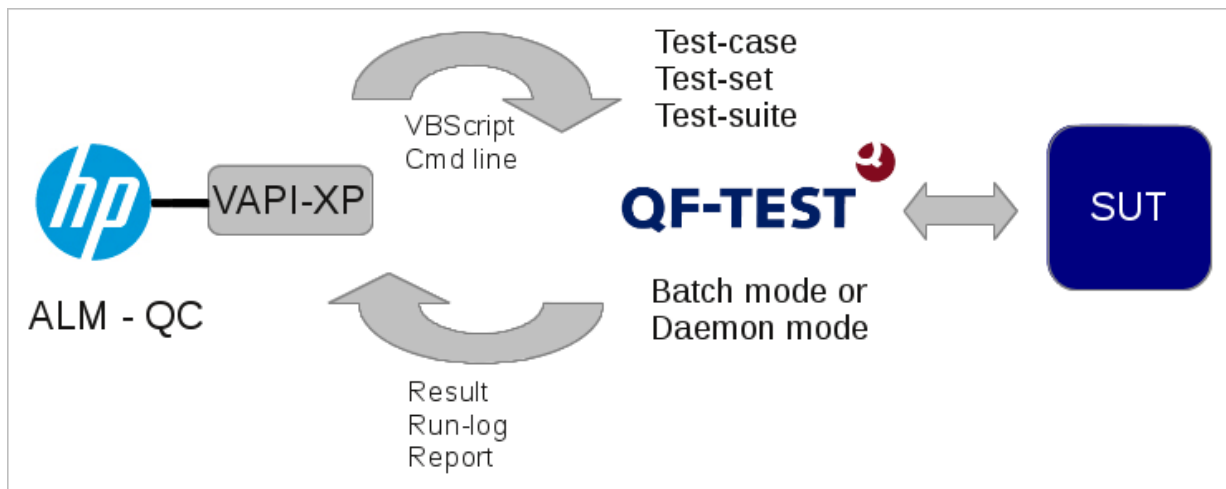 Test-case
Test-set
Test-suite
VBScript
Cmd line
hp
VAPI-XP
QF-TEST
SUT
ALM - QC
Batch mode or
Daemon mode
Result
Run-log
Report